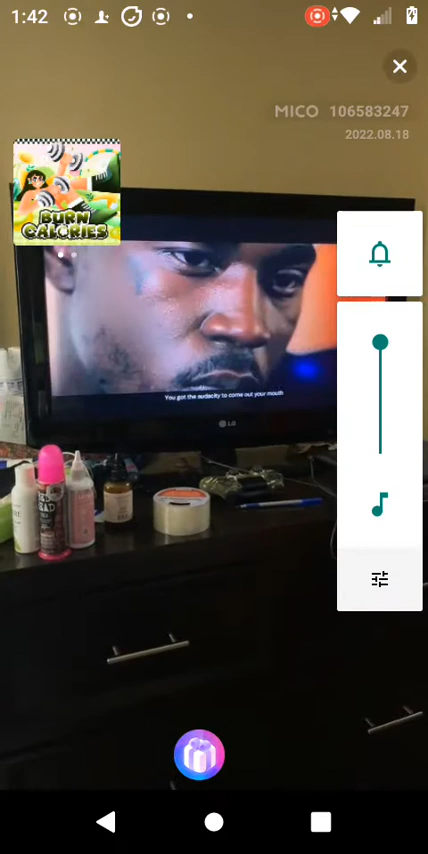 1:42
MICO 106583247
2022.08.18
BURN
CALORIES
You got the audacity to come out your mouth
LG